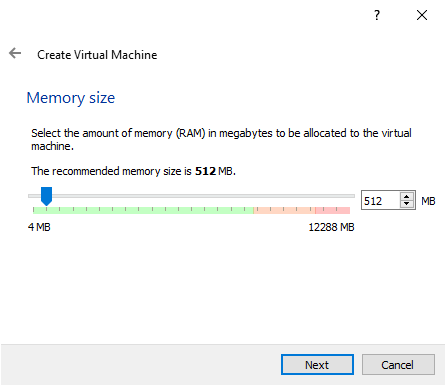 ?
Create Virtual Machine
Memory size
Select the amount of memory (RAM) in megabytes to be allocated to the virtual
machine.
The recommended memory size is 512 MB.
512 MB
4 MB 12288 MB
Next Cancel